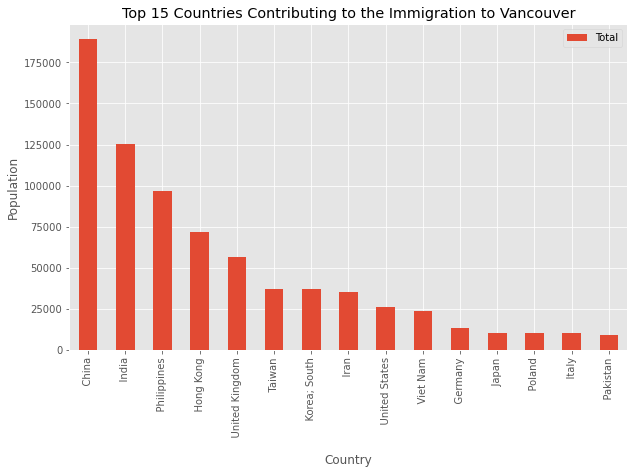 Top 15 Countries Contributing to the Immigration to Vancouver
Total
175000
150000
125000
100000
75000
50000
25000
0
Population
China
India
Philippines
Hong Kong
United Kingdom
Taiwan
Korea; South
Iran
United States
Viet Nam
Germany
Japan
Poland
Italy
Pakistan
Country